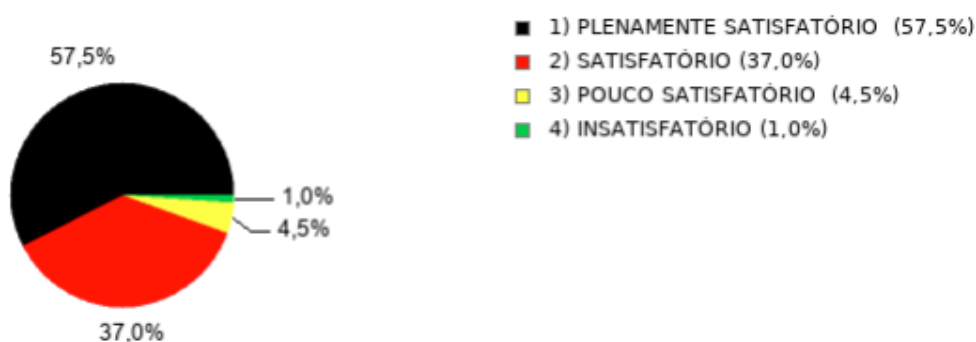 57,5%
1,0%
4,5%
37,0%
1) PLENAMENTE SATISFATÓRIO (57,5%)
2) SATISFATÓRIO (37,0%)
3) POUCO SATISFATÓRIO (4,5%)
4) INSATISFATÓRIO (1,0%)